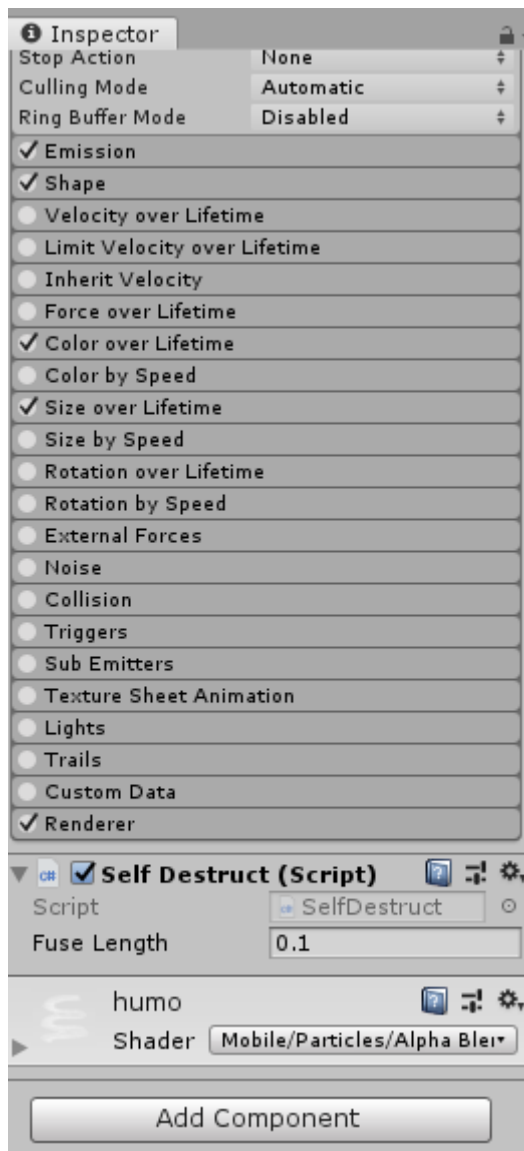 Inspector
Stop Action None
Culling Mode Automatic
Ring Buffer Mode Disabled
Emission
Shape
Velocity over Lifetime
Limit Velocity over Lifetime
Inherit Velocity
Force over Lifetime
Color over Lifetime
Color by Speed
Size over Lifetime
Size by Speed
Rotation over Lifetime
Rotation by Speed
External Forces
Noise
Collision
Triggers
Sub Emitters
Texture Sheet Animation
Lights
Trails
Custom Data
Renderer
c# Self Destruct (Script)
Script SelfDestruct
Fuse Length 0.1
humo
Shader Mobile/Particles/Alpha
Add Component